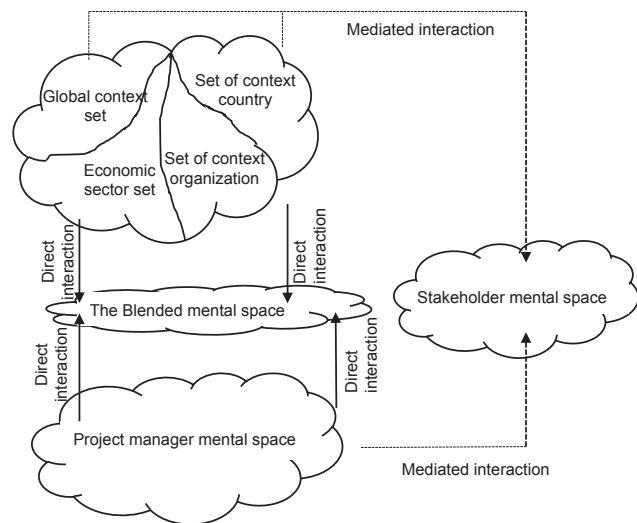 Mediated interaction
Set of context
country
Global context
set
Economic
sector set
Set of context
organization
Direct
interaction
Direct
interaction
The Blended mental space
Stakeholder mental space
Direct
interaction
Direct
interaction
Project manager mental space
Mediated interaction